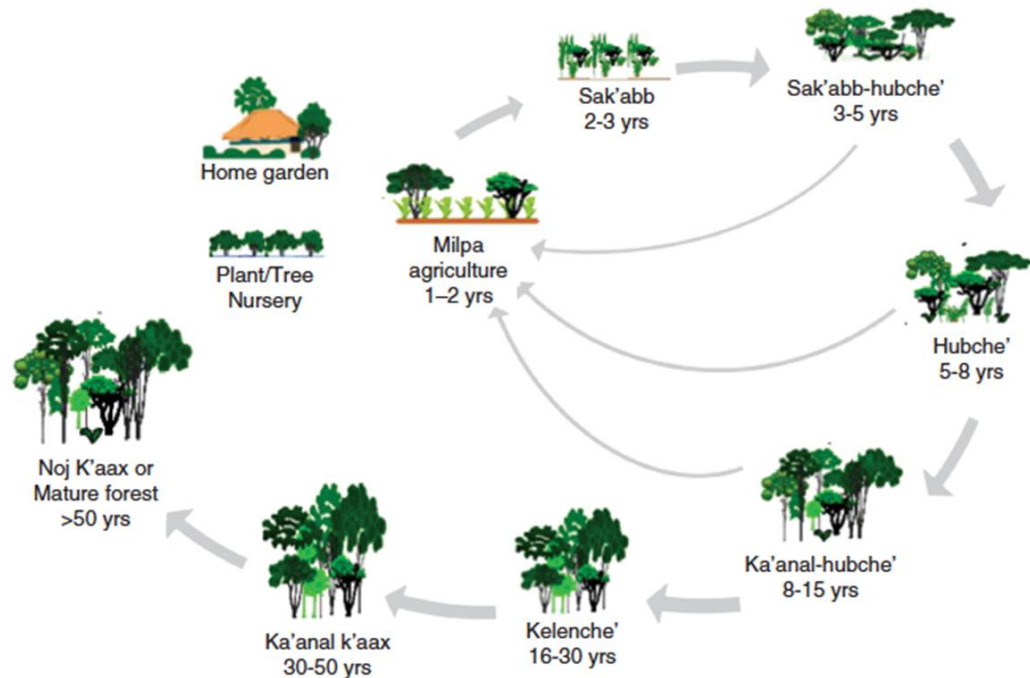 Sak'abb
2-3 yrs
Sak'abb-hubche'
3-5 yrs
Home garden
Milpa
agriculture
1–2 yrs
Plant/Tree
Nursery
Hubche'
5-8 yrs
Noj K'aax or
Mature forest
>50 yrs
Ka'anal-hubche'
8-15 yrs
Kelenche'
16-30 yrs
Ka'anal k'aax
30-50 yrs